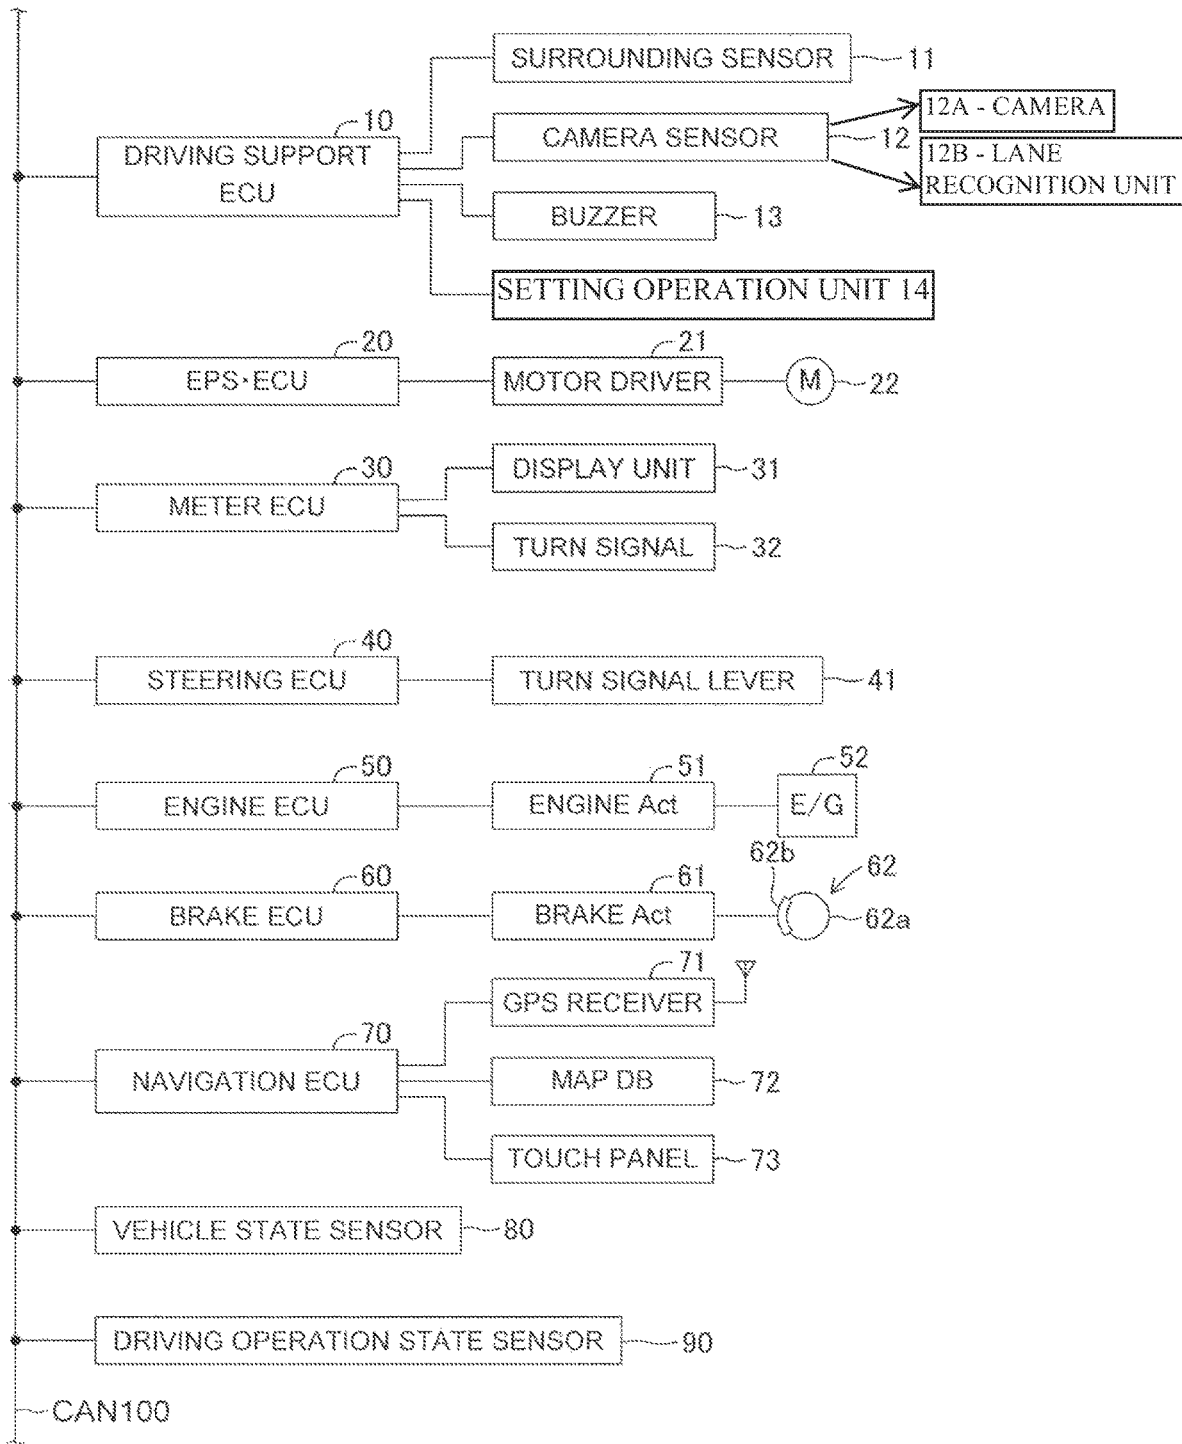 SURROUNDING SENSOR 11
10
CAMERA SENSOR 12
12A - CAMERA
DRIVING SUPPORT
ECU
12B - LANE
RECOGNITION UNIT
BUZZER 13
SETTING OPERATION UNIT 14
20
21
EPS·ECU
MOTOR DRIVER
M 22
DISPLAY UNIT 31
30
METER ECU
TURN SIGNAL 32
40
STEERING ECU
TURN SIGNAL LEVER 41
50
51
52
ENGINE ECU
ENGINE Act
E/G
60
61
62b
62
BRAKE ECU
BRAKE Act
62a
71
GPS RECEIVER
70
NAVIGATION ECU
MAP DB 72
TOUCH PANEL 73
VEHICLE STATE SENSOR 80
DRIVING OPERATION STATE SENSOR 90
CAN100